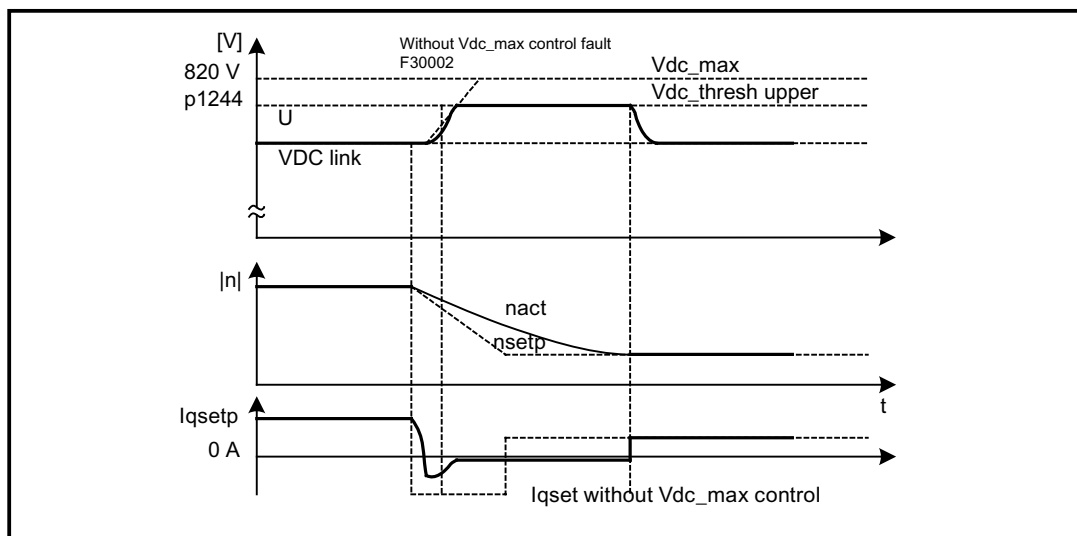 [V]
Without Vdc_max control fault
F30002
820 V
Vdc_max
p1244
Vdc_thresh upper
U
VDC link
≈
|n|
nact
nsetp
t
Iqsetp
0 A
Iqset without Vdc_max control